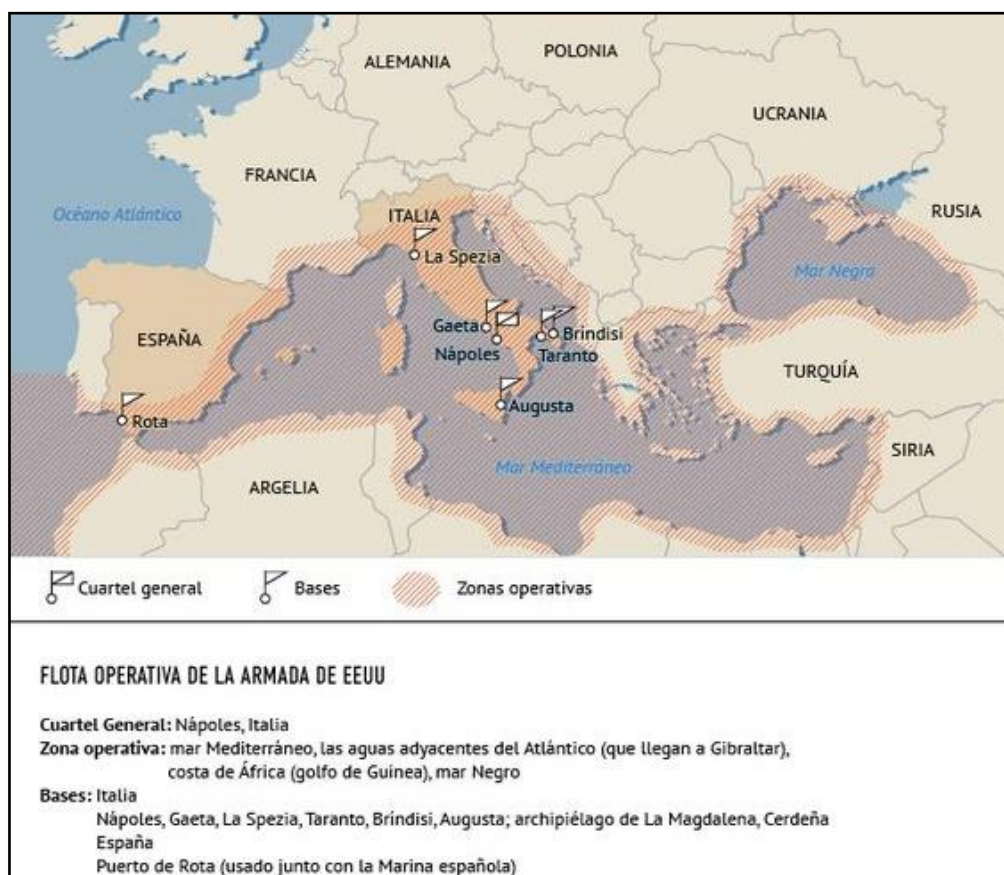 POLONIA
ALEMANIA
UCRANIA
FRANCIA
Océano Atlántico
ITALIA
RUSIA
La Spezia
Mar Negro
Gaeta
Bríndisi
ESPAÑA
Nápoles
Taranto
TURQUÍA
Augusta
Rota
SIRIA
Mar Mediterráneo
ARGELIA
Cuartel general
Bases
Zonas operativas
FLOTA OPERATIVA DE LA ARMADA DE EEUU
Cuartel General: Nápoles, Italia
Zona operativa: mar Mediterráneo, las aguas adyacentes del Atlántico (que llegan a Gibraltar),
costa de África (golfo de Guinea), mar Negro
Bases: Italia
Nápoles, Gaeta, La Spezia, Taranto, Bríndisi, Augusta; archipiélago de La Magdalena, Cerdeña
España
Puerto de Rota (usado junto con la Marina española)